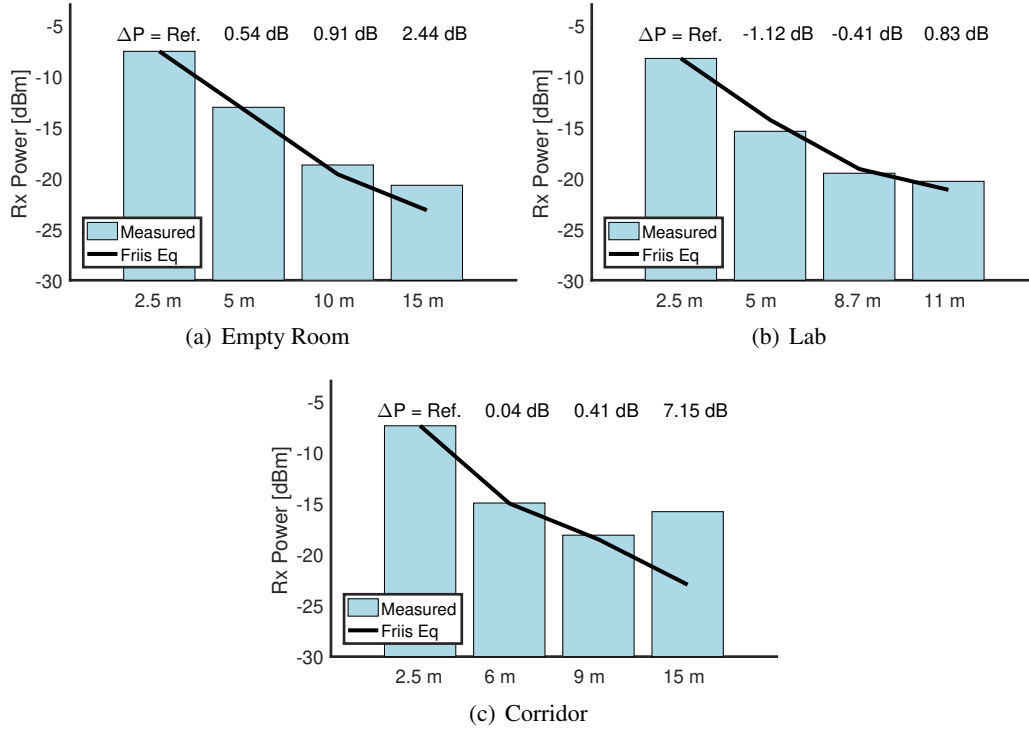 ΔP = Ref. 0.54 dB 0.91 dB 2.44 dB
-5
-10
-15
-20
-25
-30
Rx Power [dBm]
Measured
Friis Eq
2.5 m 5 m 10 m 15 m
(a) Empty Room
ΔP = Ref. -1.12 dB -0.41 dB 0.83 dB
-5
-10
-15
-20
-25
-30
Rx Power [dBm]
Measured
Friis Eq
2.5 m 5 m 8.7 m 11 m
(b) Lab
ΔP = Ref. 0.04 dB 0.41 dB 7.15 dB
-5
-10
-15
-20
-25
-30
Rx Power [dBm]
Measured
Friis Eq
2.5 m 6 m 9 m 15 m
(c) Corridor